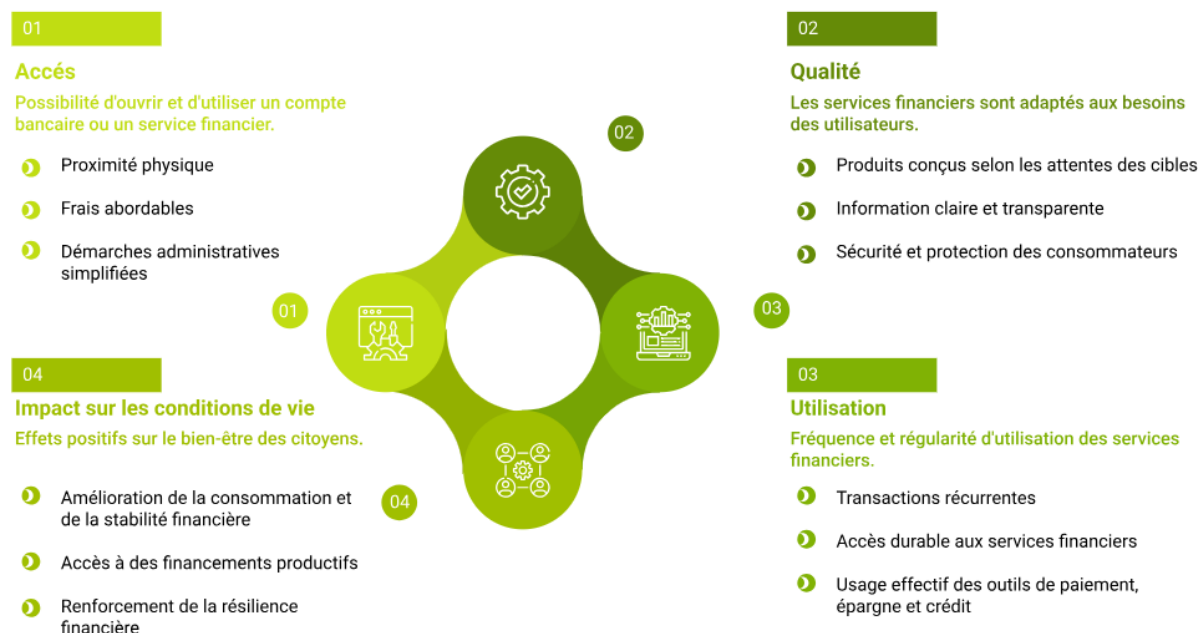 01
Accés
Possibilité d'ouvrir et d'utiliser un compte
bancaire ou un service financier.
Proximité physique
Frais abordables
Démarches administratives
simplifiées
02
Qualité
Les services financiers sont adaptés aux besoins
des utilisateurs.
Produits conçus selon les attentes des cibles
Information claire et transparente
Sécurité et protection des consommateurs
02
01
03
04
04
Impact sur les conditions de vie
Effets positifs sur le bien-être des citoyens.
Amélioration de la consommation et
de la stabilité financière
Accès à des financements productifs
Renforcement de la résilience
financière
03
Utilisation
Fréquence et régularité d'utilisation des services
financiers.
Transactions récurrentes
Accès durable aux services financiers
Usage effectif des outils de paiement,
épargne et crédit